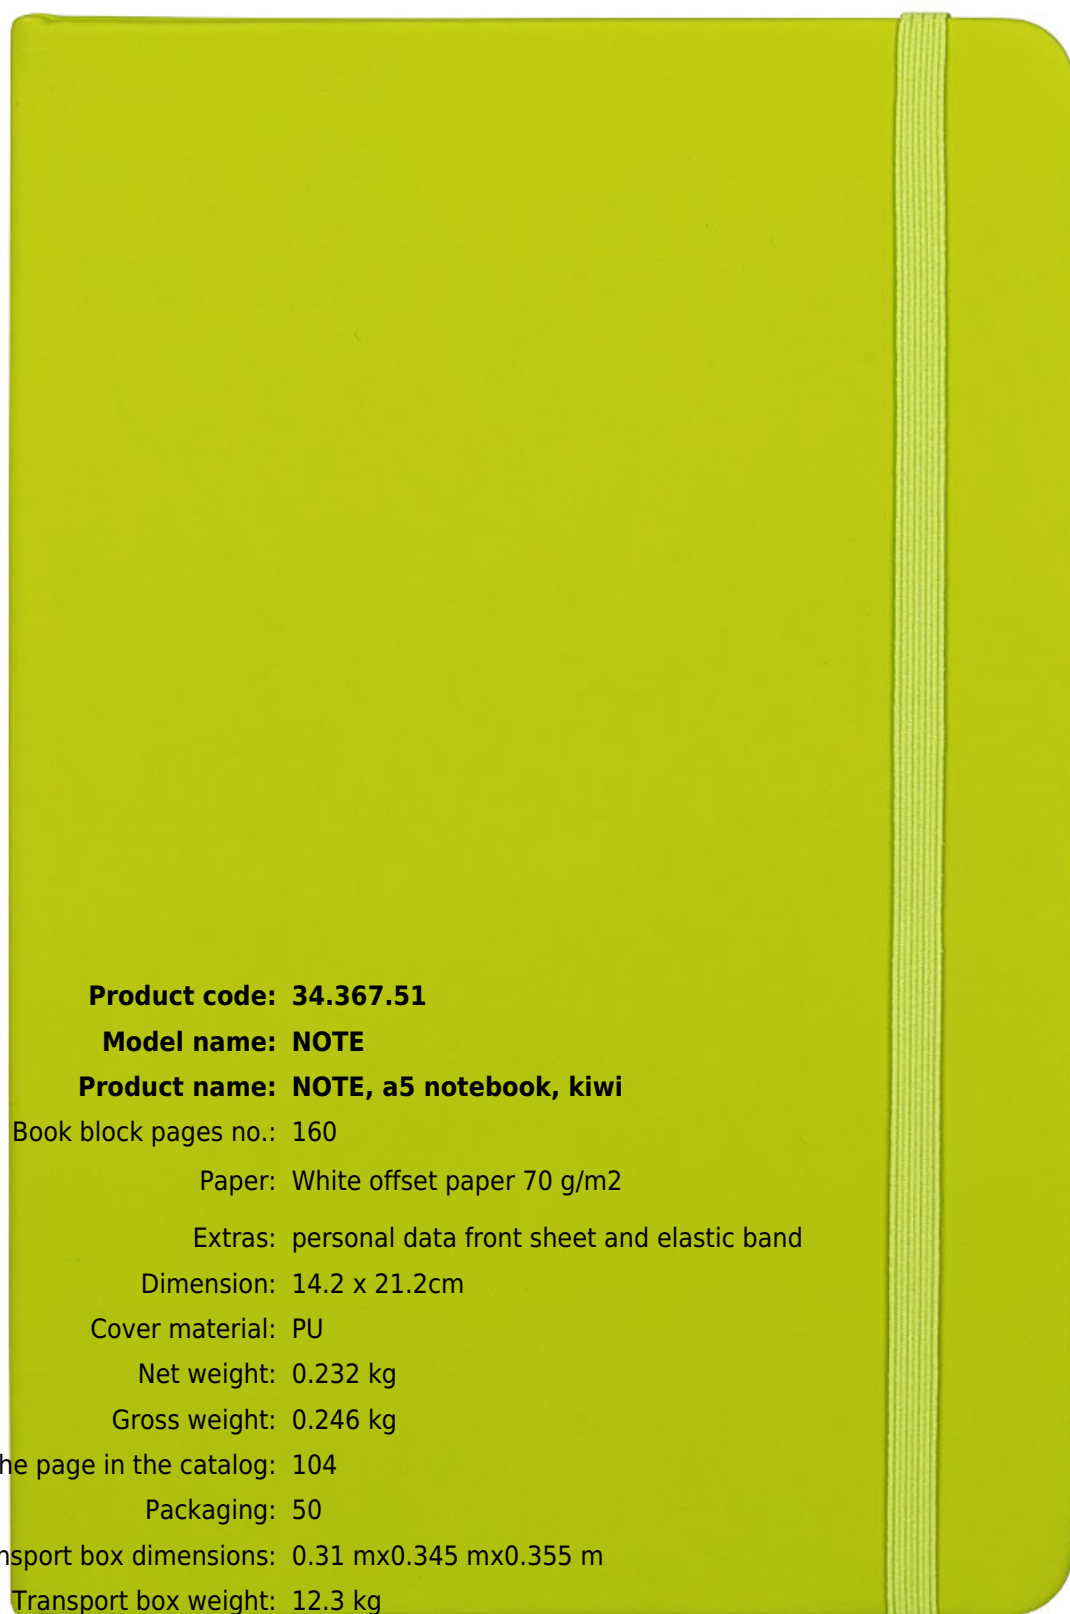 Product code: 34.367.51
Model name: NOTE
Product name: NOTE, a5 notebook, kiwi
Book block pages no.: 160
Paper: White offset paper 70 g/m2
Extras: personal data front sheet and elastic band
Dimension: 14.2 x 21.2cm
Cover material: PU
Net weight: 0.232 kg
Gross weight: 0.246 kg
page in the catalog: 104
Packaging: 50
box dimensions: 0.31 mx0.345 mx0.355 m
Transport box weight: 12.3 kg